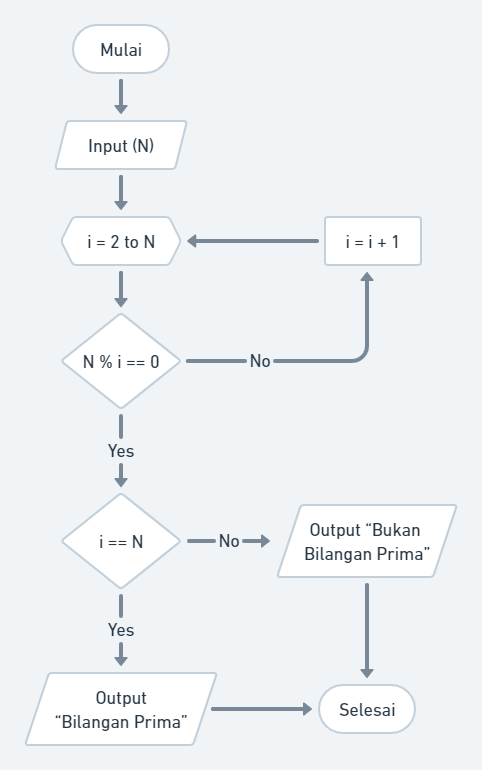 Mulai
Input (N)
i = 2 to N
i = i + 1
N % i == 0
No
Yes
i == N
No
Output “Bukan
Bilangan Prima”
Yes
Output
“Bilangan Prima”
Selesai